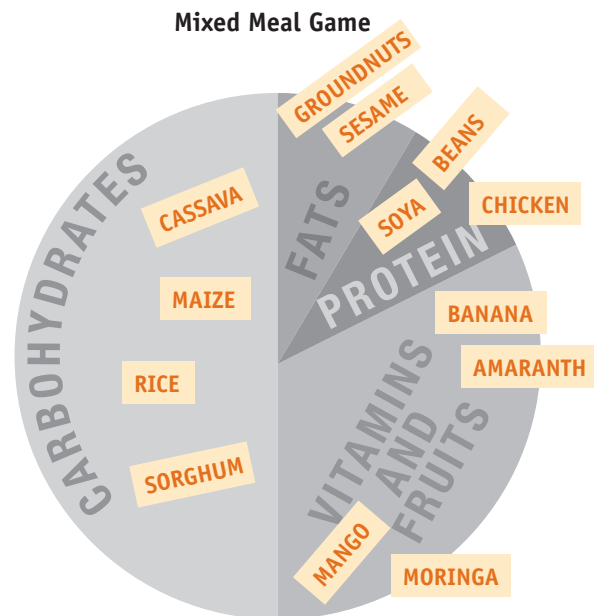 Mixed Meal Game
GROUNDNUTS
SESAME
BEANS
SOYA
CHICKEN
FATS
PROTEIN
CARBOHYDRATES
CASSAVA
MAIZE
RICE
SORGHUM
BANANA
AMARANTH
VITAMINS
AND
FRUITS
MANGO
MORINGA